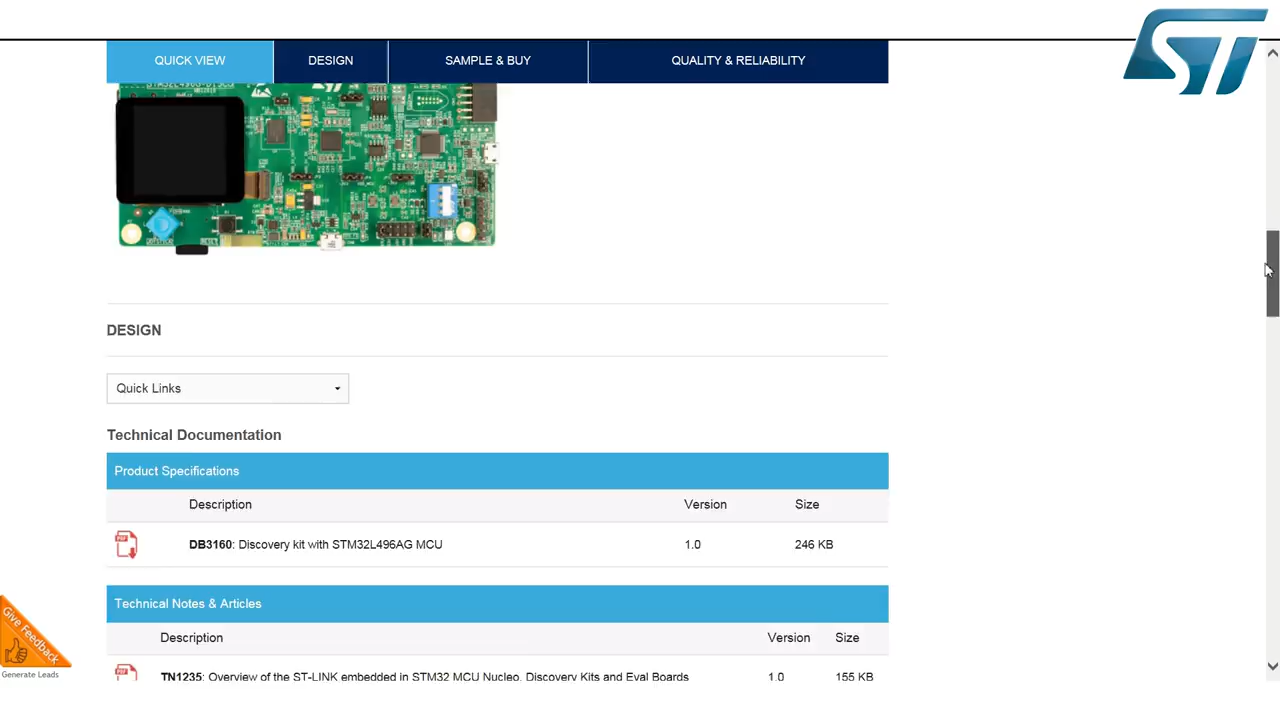 ST
QUICK VIEW DESIGN SAMPLE & BUY QUALITY & RELIABILITY
DESIGN
Quick Links
Technical Documentation
Product Specifications
Description Version Size
DB3160: Discovery kit with STM32L496AG MCU 1.0 246 KB
Technical Notes & Articles
Description Version Size
TN1235: Overview of the ST-LINK embedded in STM32 MCU Nucleo, Discovery Kits and Eval Boards 1.0 155 KB
Give Feedback
Generate Leads